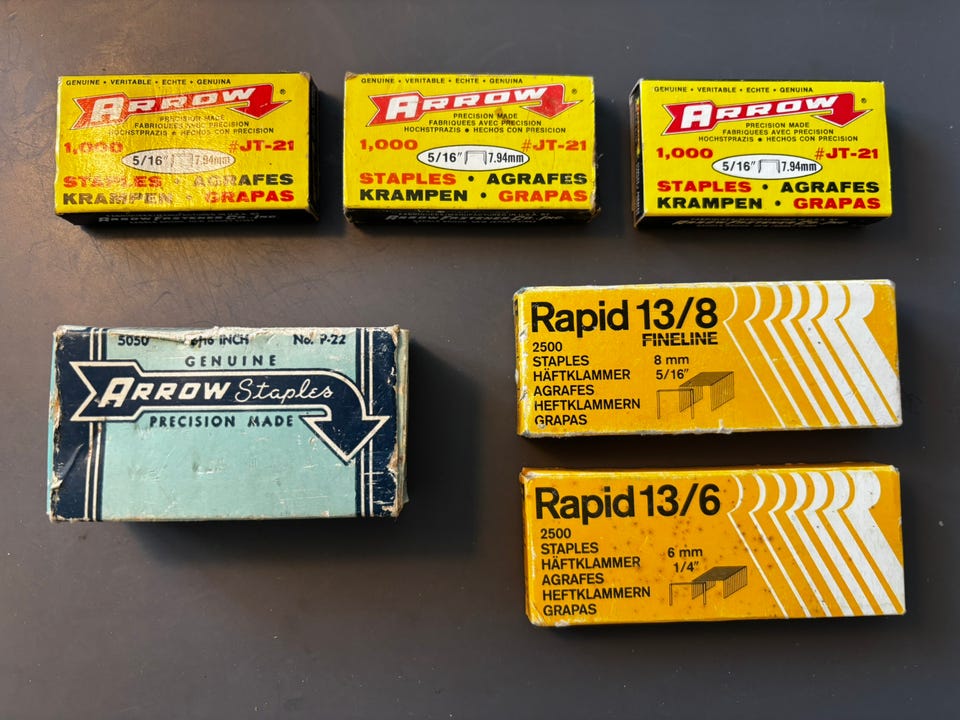 GENUINE • VERITABLE • ECHTE • GENUINA
ARROW®
PRECISION MADE
FABRIQUEES AVEC PRECISION
HOCHSTPRAZIS ● HECHOS CON PRECISION
1,000 #JT-21
5/16" 7.94mm
STAPLES • AGRAFES
KRAMPEN • GRAPAS
GENUINE • VERITABLE • ECHTE • GENUINA
ARROW®
PRECISION MADE
FABRIQUEES AVEC PRECISION
HOCHSTPRAZIS ● HECHOS CON PRESICION
1,000 #JT-21
5/16" 7.94mm
STAPLES • AGRAFES
KRAMPEN • GRAPAS
GENUINE • VERITABLE • ECHTE • GENUINA
ARROW®
PRECISION MADE
FABRIQUEES AVEC PRECISION
HOCHSTPRAZIS ● HECHOS CON PRECISION
1,000 #JT-21
5/16" 7.94mm
STAPLES • AGRAFES
KRAMPEN • GRAPAS
5050 /16 INCH No. P-22
GENUINE
ARROW Staples
PRECISION MADE
Rapid 13/8
FINELINE
2500
STAPLES
HÄFTKLAMMER
AGRAFES
HEFTKLAMMERN
GRAPAS
8 mm
5/16"
Rapid 13/6
2500
STAPLES
HÄFTKLAMMER
AGRAFES
HEFTKLAMMERN
GRAPAS
6 mm
1/4"